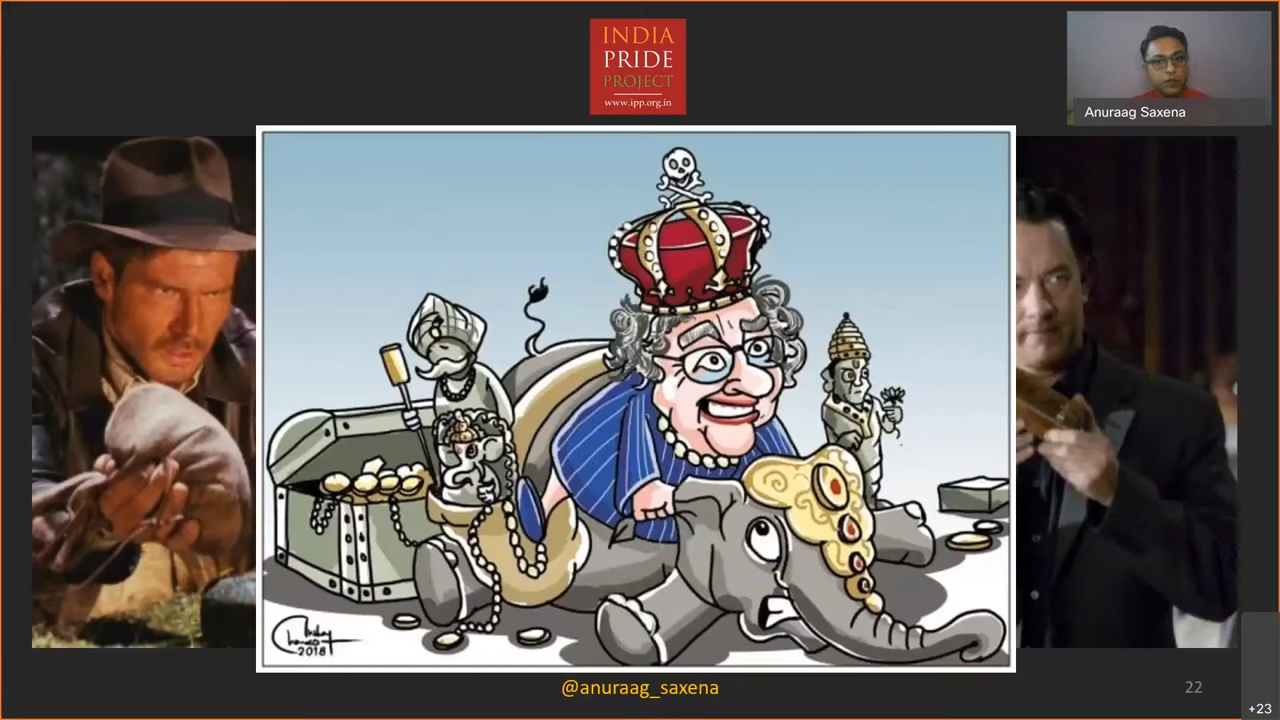 INDIA
PRIDE
PROJECT
www.ipp.org.in
Anuraag Saxena
2018
@anuraag_saxena
22
+23